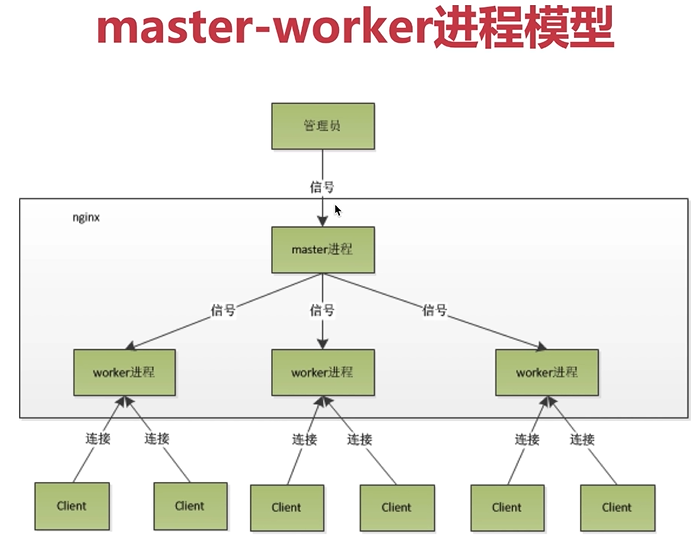 master-worker进程模型
管理员
信号
nginx
master进程
信号
信号
信号
worker进程
worker进程
worker进程
连接
连接
连接
连接
连接
连接
Client
Client
Client
Client
Client
Client